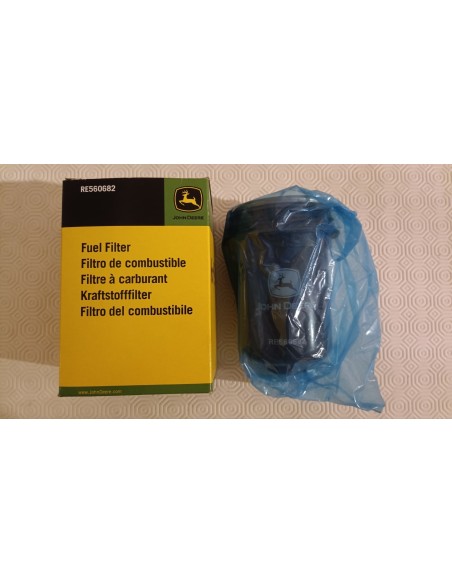 RE560682
JOHN DEERE
Fuel Filter
Filtro de combustible
Filtre à carburant
Kraftstofffilter
Filtro del combustibile
www.JohnDeere.com
JOHN DEERE